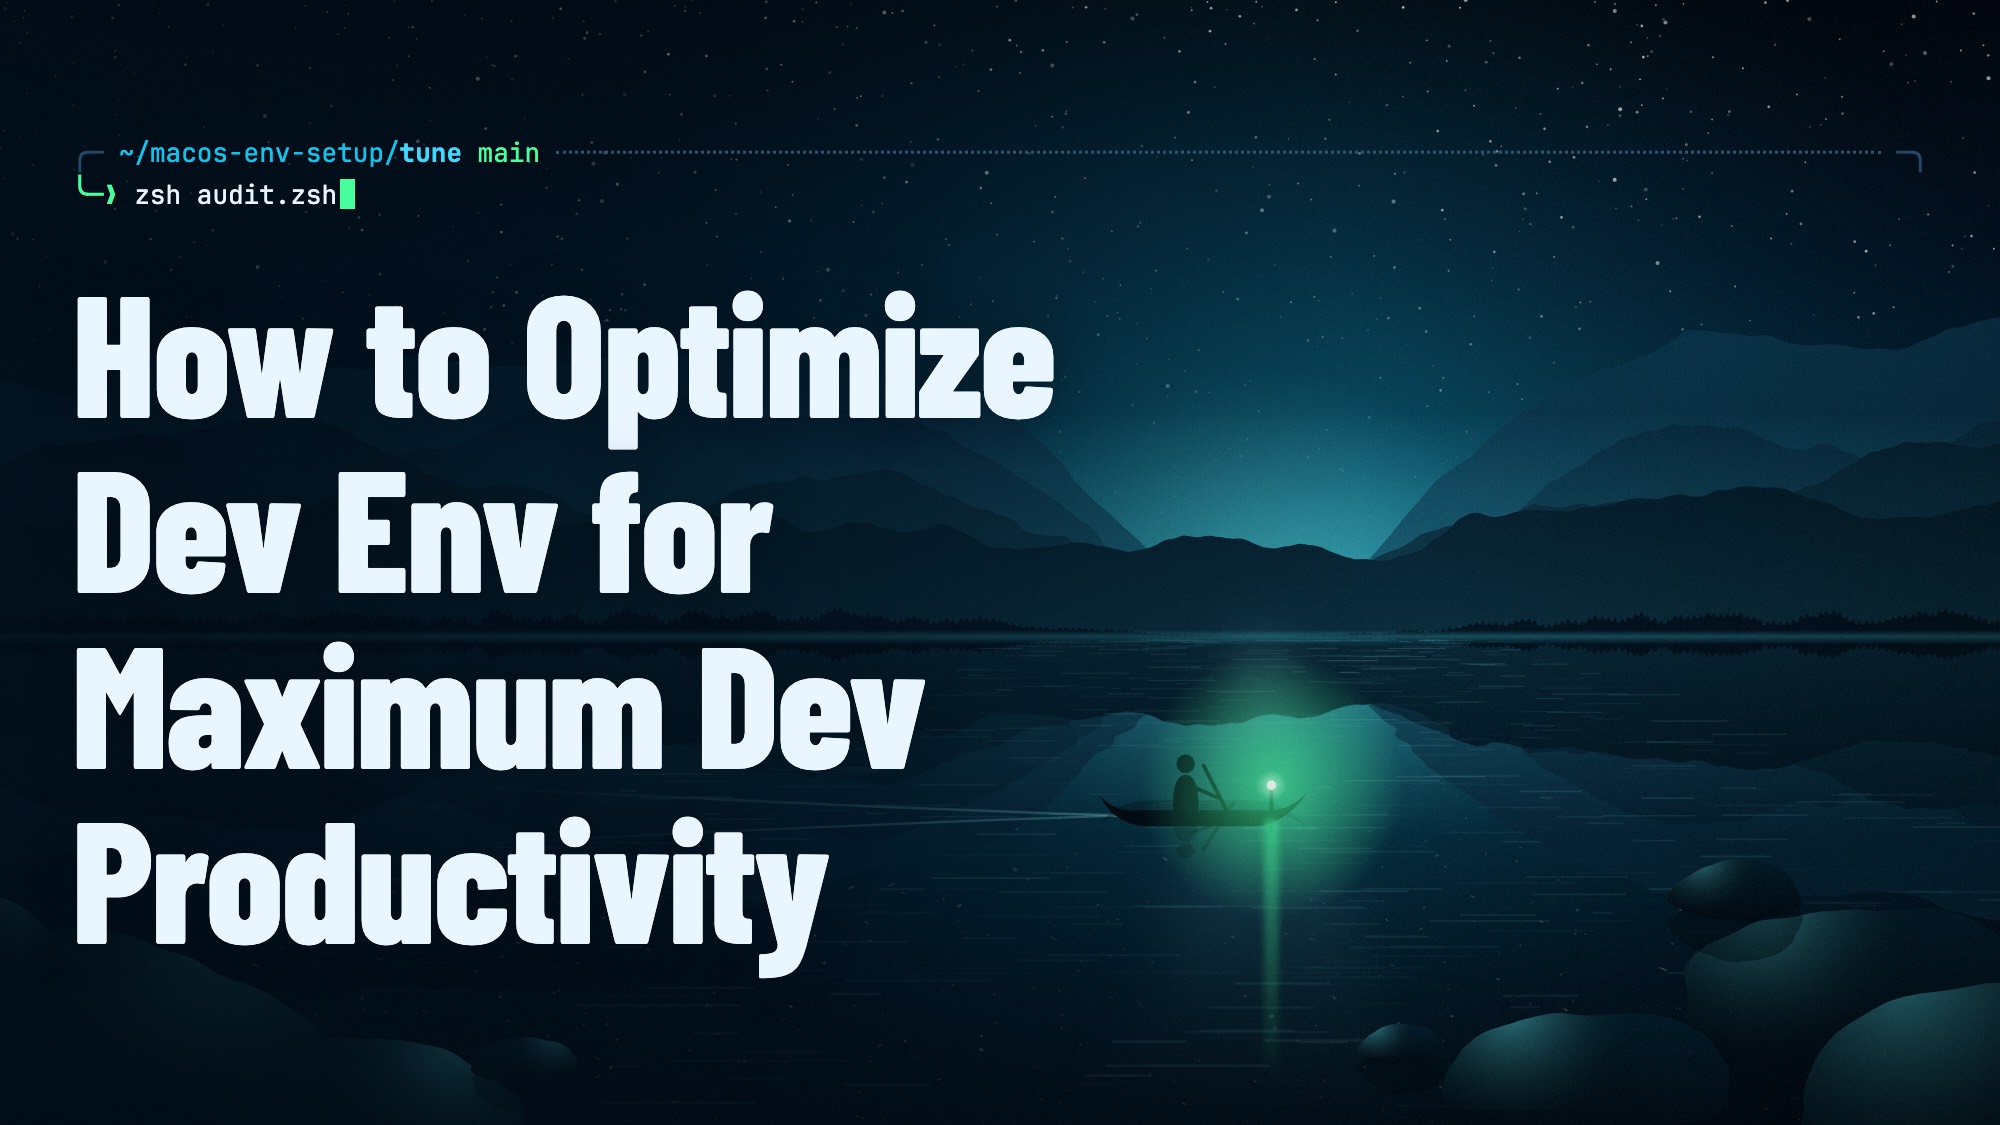 ~/macos-env-setup/tune main
❯ zsh audit.zsh
How to Optimize
Dev Env for
Maximum Dev
Productivity